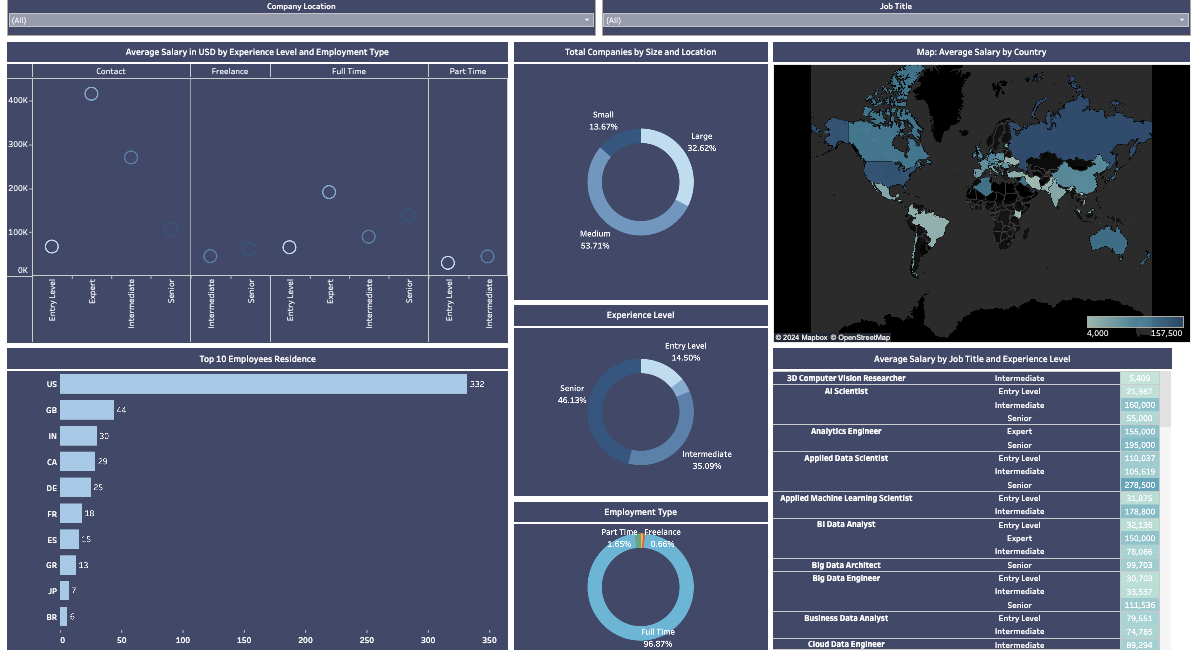 Company Location
(All)
Job Title
(All)
Average Salary in USD by Experience Level and Employment Type
Contact
Freelance
Full Time
Part Time
400K
300K
200K
100K
0K
Entry Level
Expert
Intermediate
Senior
Intermediate
Senior
Entry Level
Expert
Intermediate
Senior
Entry Level
Intermediate
Top 10 Employees Residence
US 332
GB 44
IN 30
CA 29
DE 25
FR 18
ES 15
GR 13
JP 7
BR 6
0 50 100 150 200 250 300 350
Total Companies by Size and Location
Small
13.67%
Large
32.62%
Medium
53.71%
Experience Level
Entry Level
14.50%
Senior
46.13%
Intermediate
35.09%
Employment Type
Part Time
1.65%
Freelance
0.66%
Full Time
96.87%
Map: Average Salary by Country
© 2024 Mapbox © OpenStreetMap
4,000 157,500
Average Salary by Job Title and Experience Level
3D Computer Vision Researcher Intermediate 5,409
AI Scientist Entry Level 21,987
Intermediate 160,000
Senior 55,000
Analytics Engineer Expert 155,000
Senior 195,000
Applied Data Scientist Entry Level 110,037
Intermediate 105,619
Senior 278,500
Applied Machine Learning Scientist Entry Level 31,875
Intermediate 178,800
BI Data Analyst Entry Level 32,136
Expert 150,000
Intermediate 78,086
Big Data Architect Senior 99,703
Big Data Engineer Entry Level 30,703
Intermediate 33,537
Senior 111,536
Business Data Analyst Entry Level 79,551
Intermediate 74,785
Cloud Data Engineer Intermediate 89,294